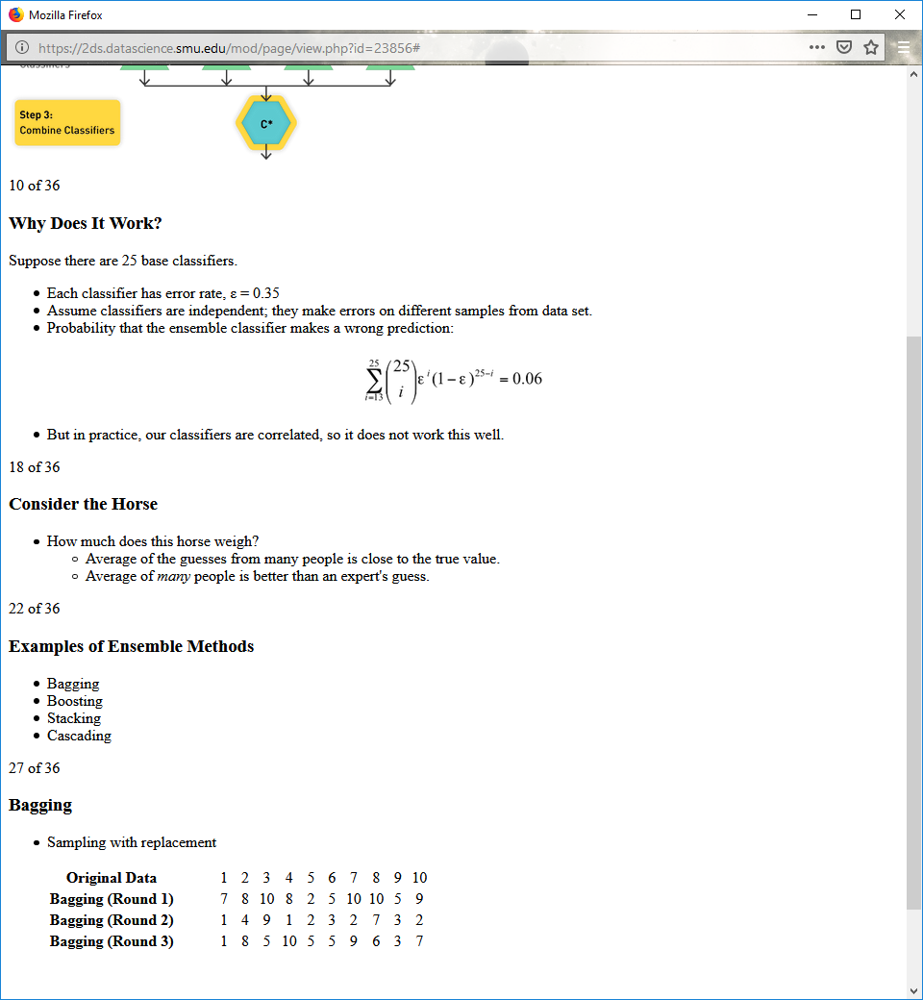 Mozilla Firefox
https://2ds.datascience.smu.edu/mod/page/view.php?id=23856#
Classifiers
Step 3:
Combine Classifiers
C*
10 of 36
Why Does It Work?
Suppose there are 25 base classifiers.
• Each classifier has error rate, ε = 0.35
• Assume classifiers are independent; they make errors on different samples from data set.
• Probability that the ensemble classifier makes a wrong prediction:
∑_{i=13}^{25} (25 i) ε^i (1 − ε)^{25−i} = 0.06
• But in practice, our classifiers are correlated, so it does not work this well.
18 of 36
Consider the Horse
• How much does this horse weigh?
◦ Average of the guesses from many people is close to the true value.
◦ Average of many people is better than an expert's guess.
22 of 36
Examples of Ensemble Methods
• Bagging
• Boosting
• Stacking
• Cascading
27 of 36
Bagging
• Sampling with replacement
Original Data 1 2 3 4 5 6 7 8 9 10
Bagging (Round 1) 7 8 10 8 2 5 10 10 5 9
Bagging (Round 2) 1 4 9 1 2 3 2 7 3 2
Bagging (Round 3) 1 8 5 10 5 5 9 6 3 7